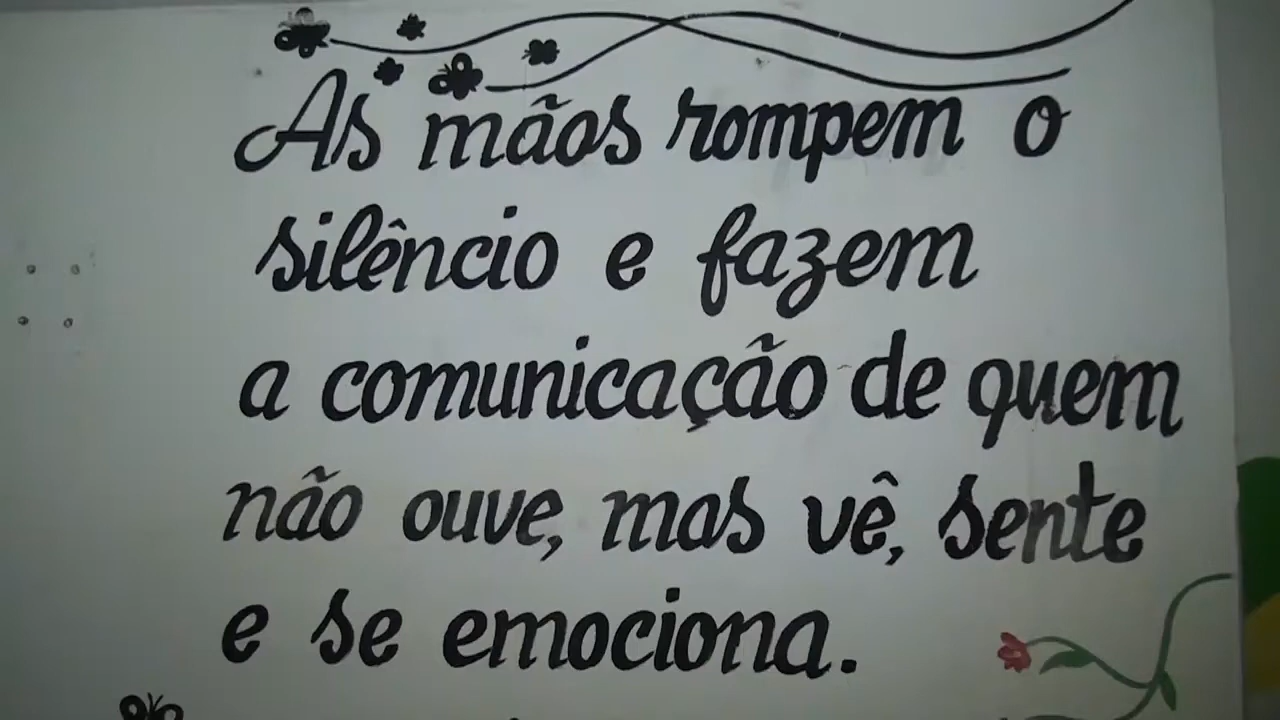 As mãos rompem o
silêncio e fazem
a comunicação de quem
não ouve, mas vê, sente
e se emociona.